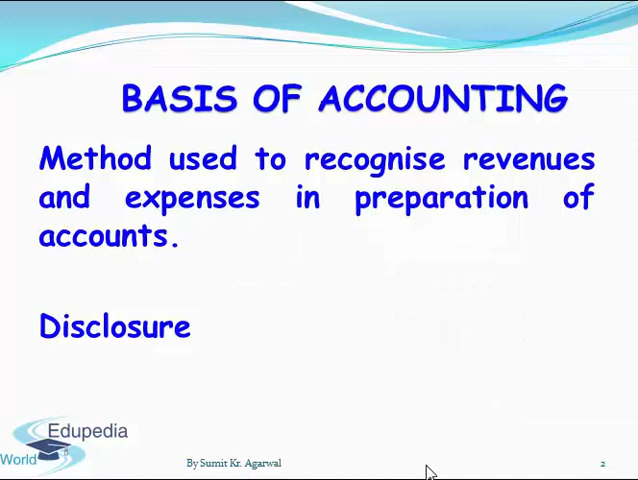 BASIS OF ACCOUNTING
Method used to recognise revenues
and expenses in preparation of
accounts.
Disclosure
Edupedia
World
By Sumit Kr. Agarwal
2